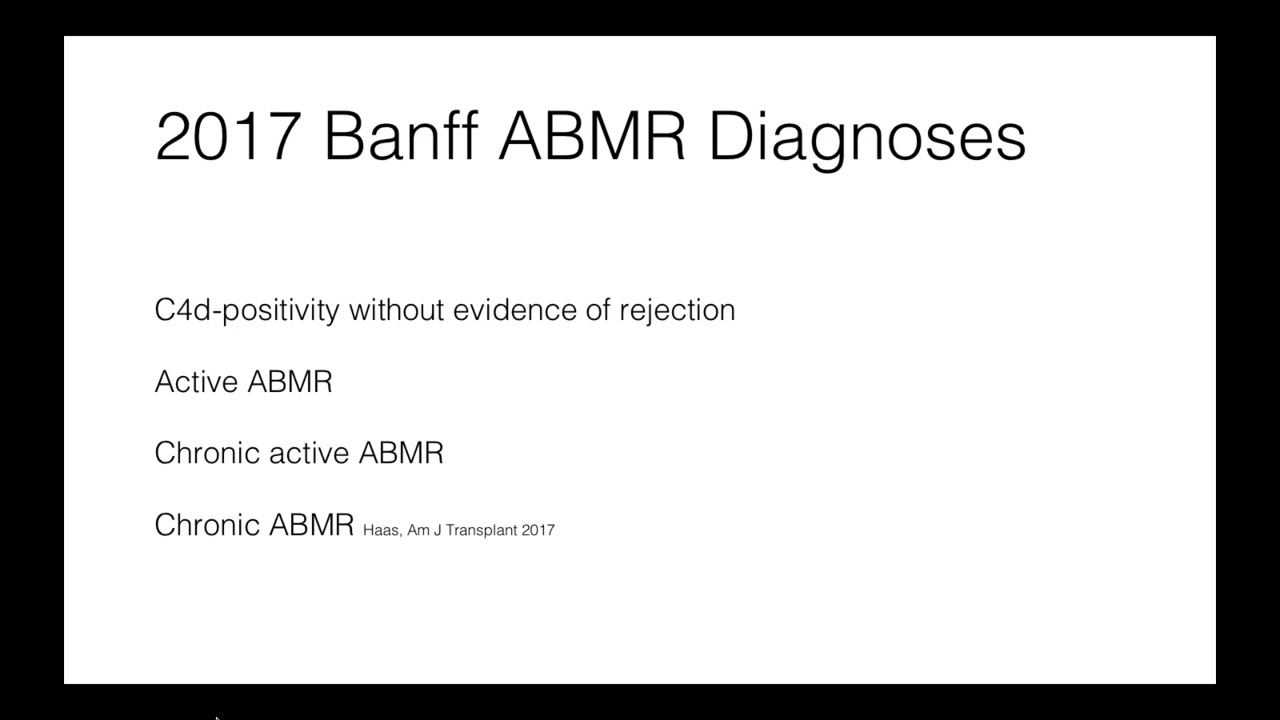 2017 Banff ABMR Diagnoses
C4d-positivity without evidence of rejection
Active ABMR
Chronic active ABMR
Chronic ABMR Haas, Am J Transplant 2017